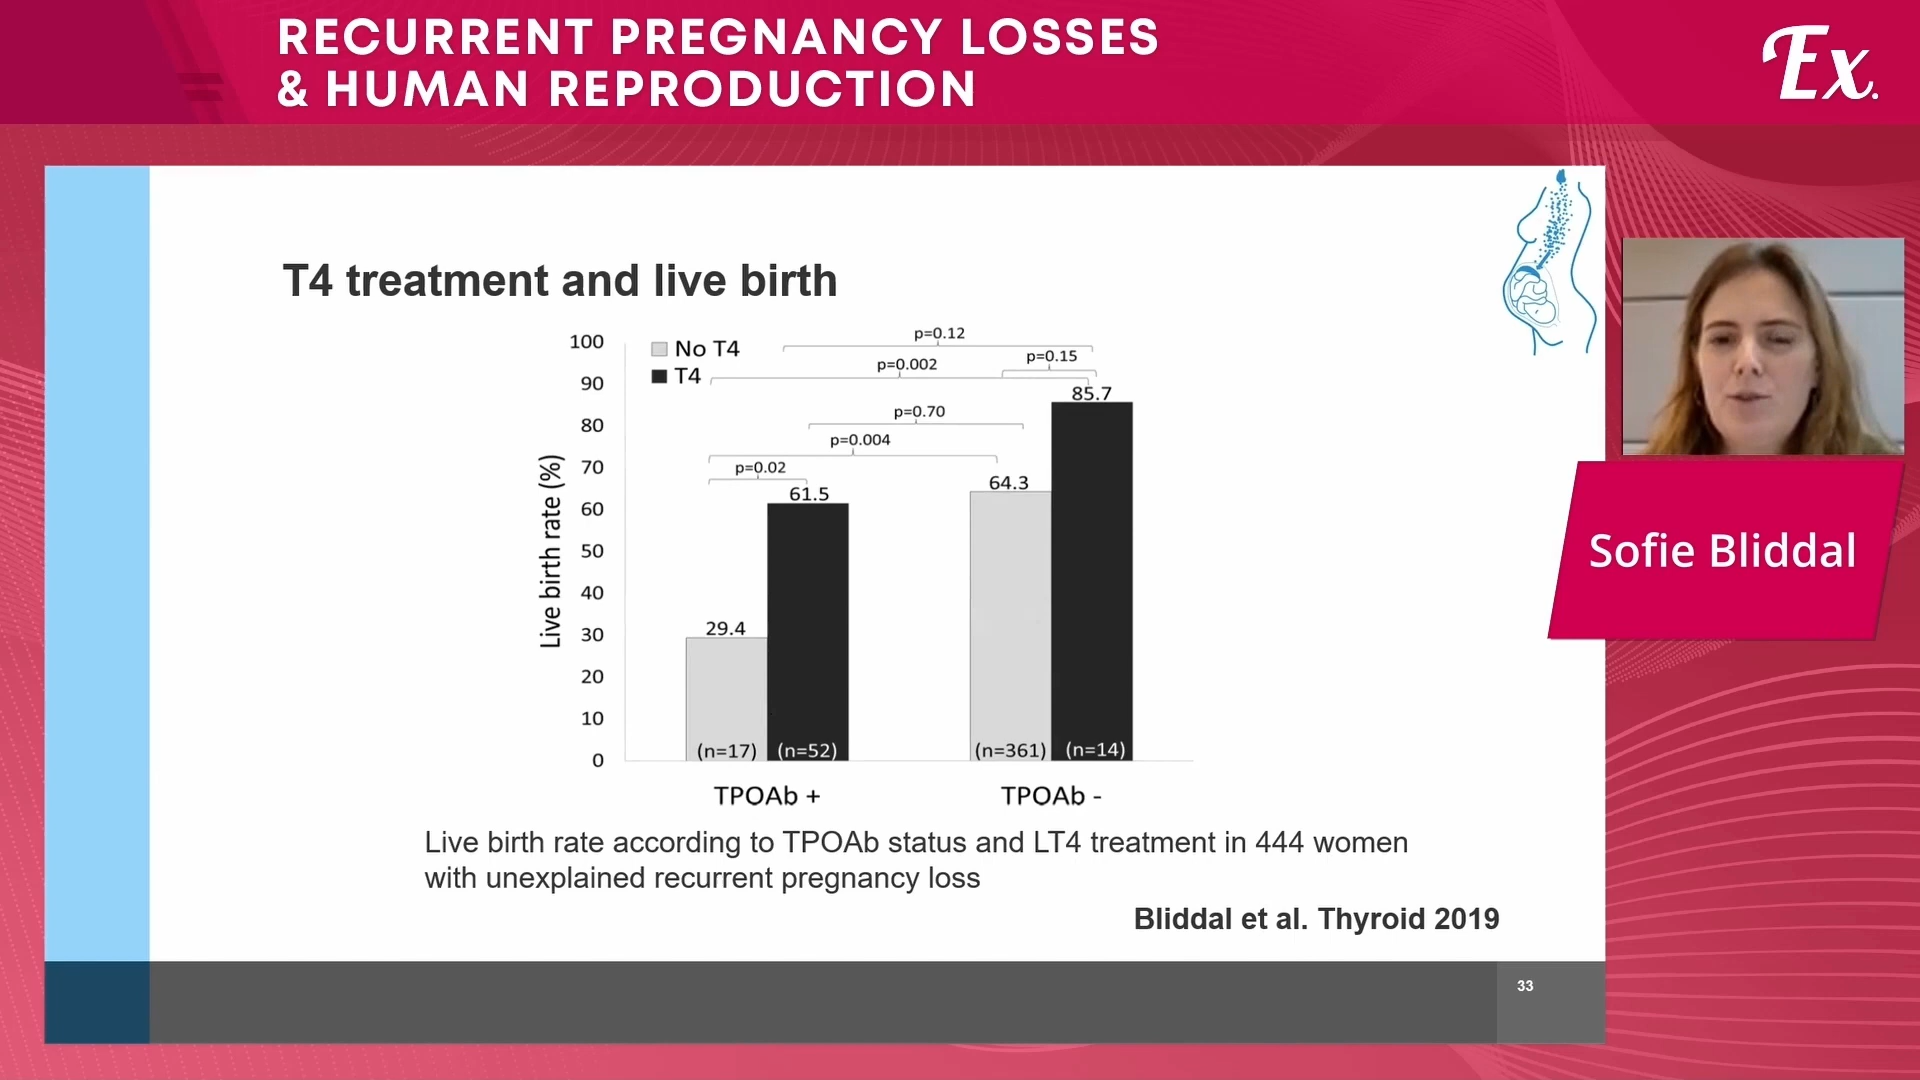 RECURRENT PREGNANCY LOSSES
& HUMAN REPRODUCTION
Ex.
T4 treatment and live birth
Live birth rate (%)
100
90
80
70
60
50
40
30
20
10
0
No T4
T4
p=0.12
p=0.15
p=0.002
p=0.70
p=0.004
p=0.02
29.4
61.5
64.3
85.7
(n=17)
(n=52)
(n=361)
(n=14)
TPOAb +
TPOAb -
Live birth rate according to TPOAb status and LT4 treatment in 444 women
with unexplained recurrent pregnancy loss
Bliddal et al. Thyroid 2019
33
Sofie Bliddal